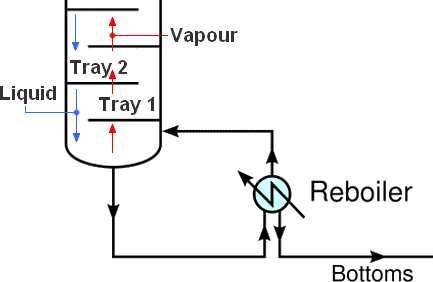 Vapour
Tray 2
Liquid
Tray 1
Reboiler
Bottoms